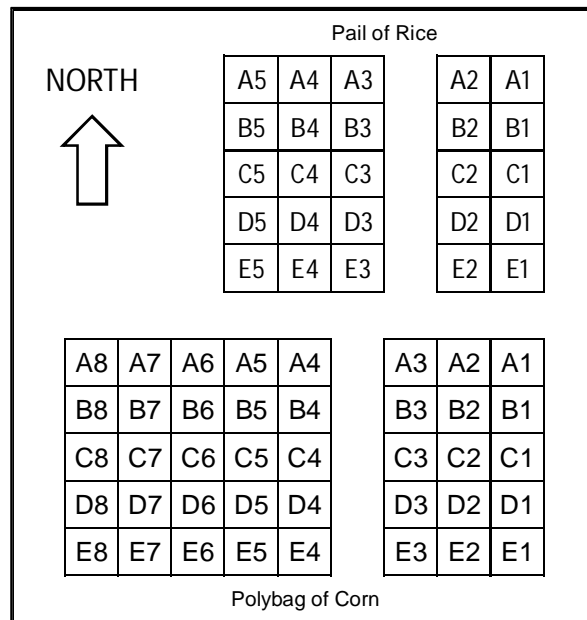 Pail of Rice
NORTH
A5 A4 A3 A2 A1
B5 B4 B3 B2 B1
C5 C4 C3 C2 C1
D5 D4 D3 D2 D1
E5 E4 E3 E2 E1
A8 A7 A6 A5 A4 A3 A2 A1
B8 B7 B6 B5 B4 B3 B2 B1
C8 C7 C6 C5 C4 C3 C2 C1
D8 D7 D6 D5 D4 D3 D2 D1
E8 E7 E6 E5 E4 E3 E2 E1
Polybag of Corn